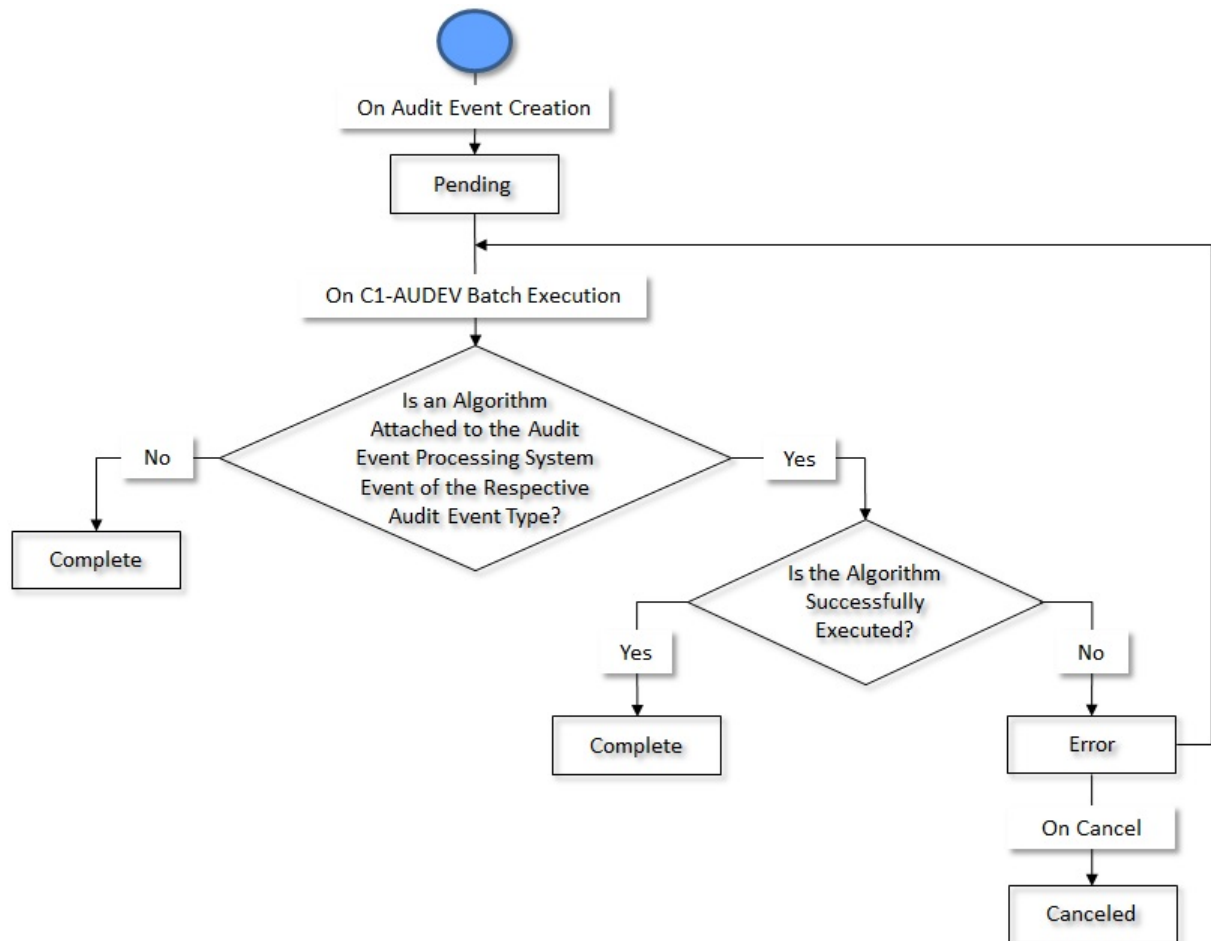 On Audit Event Creation
Pending
On C1-AUDEV Batch Execution
Is an Algorithm
Attached to the Audit
Event Processing System
Event of the Respective
Audit Event Type?
No
Yes
Complete
Is the Algorithm
Successfully
Executed?
Yes
No
Complete
Error
On Cancel
Canceled